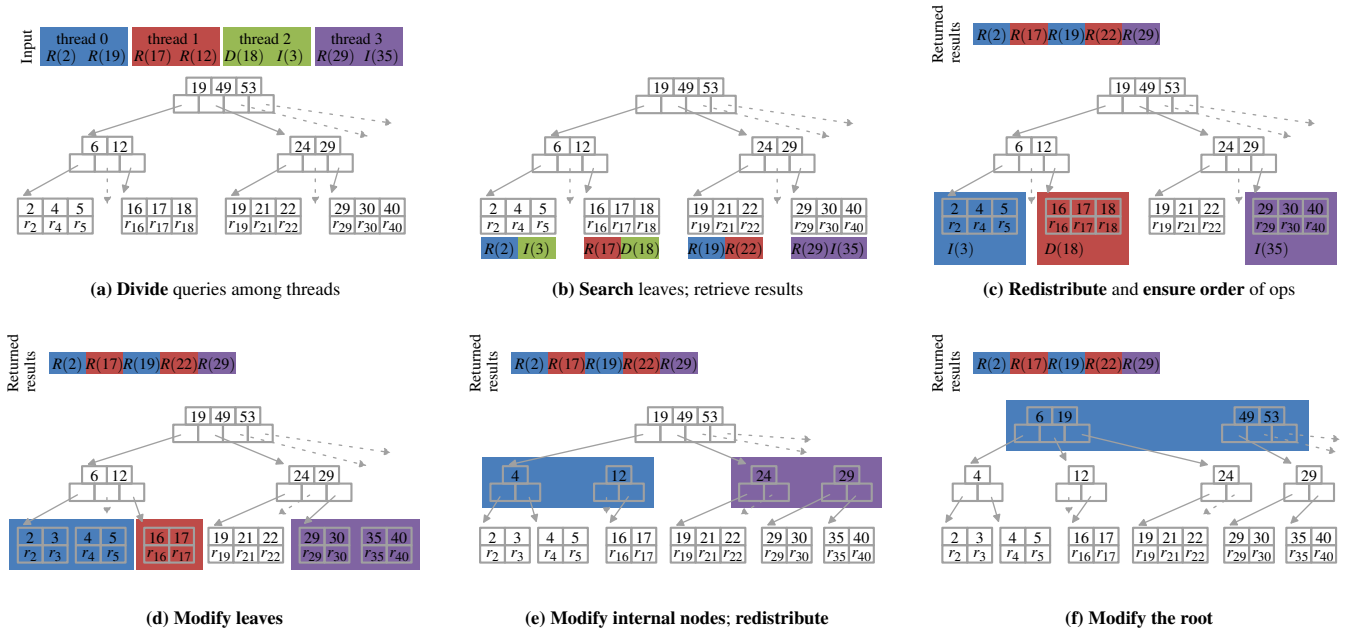 Input
thread 0 thread 1 thread 2 thread 3
R(2) R(19) R(17) R(12) D(18) I(3) R(29) I(35)
19 49 53
6 12 24 29
2 4 5 16 17 18 19 21 22 29 30 40
r2 r4 r5 r16 r17 r18 r19 r21 r22 r29 r30 r40
(a) Divide queries among threads
19 49 53
6 12 24 29
2 4 5 16 17 18 19 21 22 29 30 40
r2 r4 r5 r16 r17 r18 r19 r21 r22 r29 r30 r40
R(2) I(3) R(17) D(18) R(19) R(22) R(29) I(35)
(b) Search leaves; retrieve results
Returned
results
R(2) R(17) R(19) R(22) R(29)
19 49 53
6 12 24 29
2 4 5 16 17 18 19 21 22 29 30 40
r2 r4 r5 r16 r17 r18 r19 r21 r22 r29 r30 r40
I(3) D(18) I(35)
(c) Redistribute and ensure order of ops
Returned
results
R(2) R(17) R(19) R(22) R(29)
19 49 53
6 12 24 29
2 3 4 5 16 17 19 21 22 29 30 35 40
r2 r3 r4 r5 r16 r17 r19 r21 r22 r29 r30 r35 r40
(d) Modify leaves
Returned
results
R(2) R(17) R(19) R(22) R(29)
19 49 53
4 12 24 29
2 3 4 5 16 17 19 21 22 29 30 35 40
r2 r3 r4 r5 r16 r17 r19 r21 r22 r29 r30 r35 r40
(e) Modify internal nodes; redistribute
Returned
results
R(2) R(17) R(19) R(22) R(29)
6 19 49 53
4 12 24 29
2 3 4 5 16 17 19 21 22 29 30 35 40
r2 r3 r4 r5 r16 r17 r19 r21 r22 r29 r30 r35 r40
(f) Modify the root